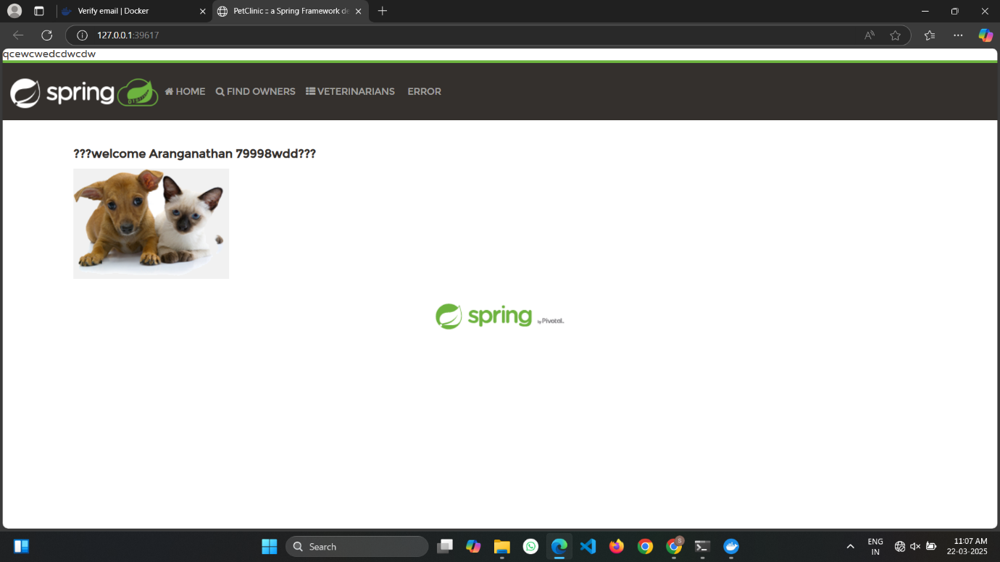 Verify email | Docker
PetClinic :: a Spring Framework de
127.0.0.1:39617
qcewcwedcdwcdw
spring
HOME
FIND OWNERS
VETERINARIANS
ERROR
???welcome Aranganathan 79998wdd???
spring by Pivotal.
Search
S
ENG
IN
11:07 AM
22-03-2025